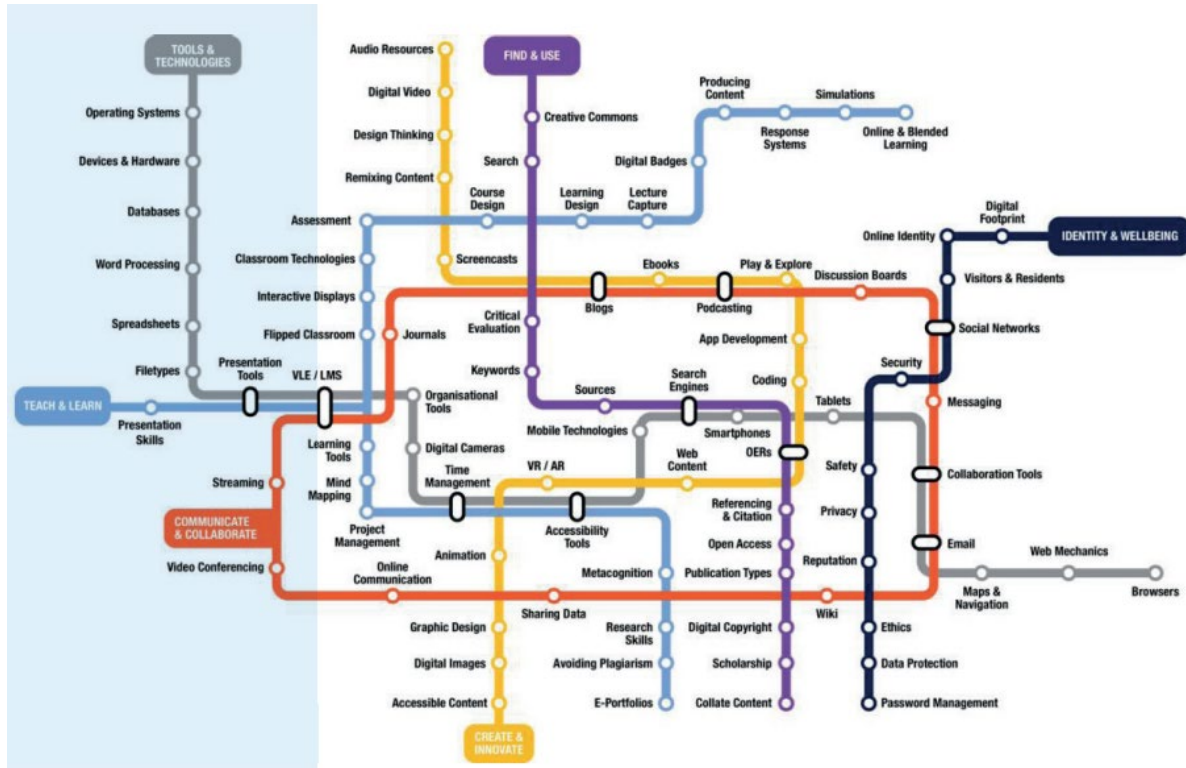 TOOLS &
TECHNOLOGIES
Operating Systems
Devices & Hardware
Databases
Word Processing
Spreadsheets
Filetypes
Presentation
Tools
VLE / LMS
TEACH & LEARN
Presentation
Skills
Streaming
COMMUNICATE
& COLLABORATE
Video Conferencing
Audio Resources
Digital Video
Design Thinking
Remixing Content
Assessment
Classroom Technologies
Interactive Displays
Flipped Classroom
Journals
Learning
Tools
Mind
Mapping
Project
Management
Organisational
Tools
Digital Cameras
Time
Management
Online
Communication
Screencasts
Course
Design
FIND & USE
Creative Commons
Search
Learning
Design
Lecture
Capture
Digital Badges
Producing
Content
Response
Systems
Simulations
Online & Blended
Learning
Critical
Evaluation
Keywords
Blogs
Ebooks
Podcasting
Play & Explore
Discussion Boards
App Development
Coding
Sources
Search
Engines
Mobile Technologies
Smartphones
Tablets
OERs
VR / AR
Web
Content
Accessibility
Tools
Animation
Graphic Design
Digital Images
Accessible Content
CREATE &
INNOVATE
Sharing Data
Metacognition
Research
Skills
Avoiding Plagiarism
E-Portfolios
Referencing
& Citation
Open Access
Publication Types
Digital Copyright
Scholarship
Collate Content
Wiki
Online Identity
Digital
Footprint
IDENTITY & WELLBEING
Visitors & Residents
Social Networks
Security
Messaging
Safety
Collaboration Tools
Privacy
Email
Reputation
Web Mechanics
Maps &
Navigation
Browsers
Ethics
Data Protection
Password Management